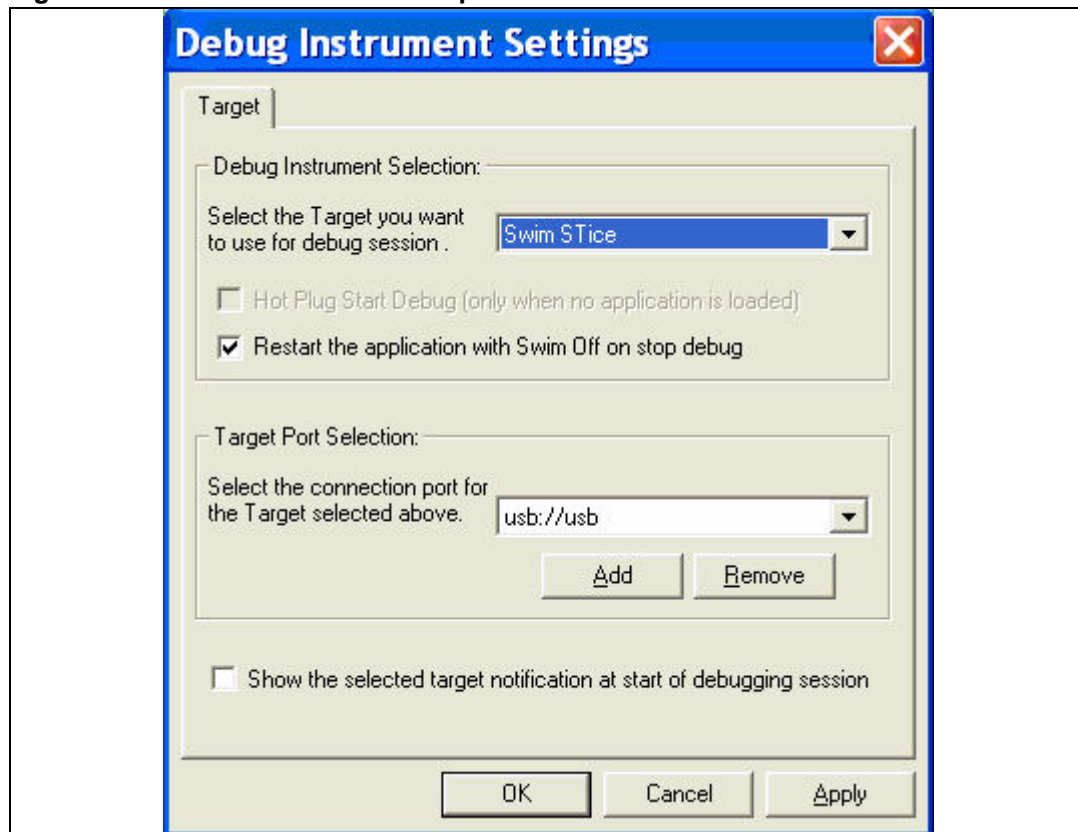 Debug Instrument Settings
Target
Debug Instrument Selection:
Select the Target you want
to use for debug session .
Swim STice
Hot Plug Start Debug (only when no application is loaded)
Restart the application with Swim Off on stop debug
Target Port Selection:
Select the connection port for
the Target selected above.
usb://usb
Add
Remove
Show the selected target notification at start of debugging session
OK
Cancel
Apply